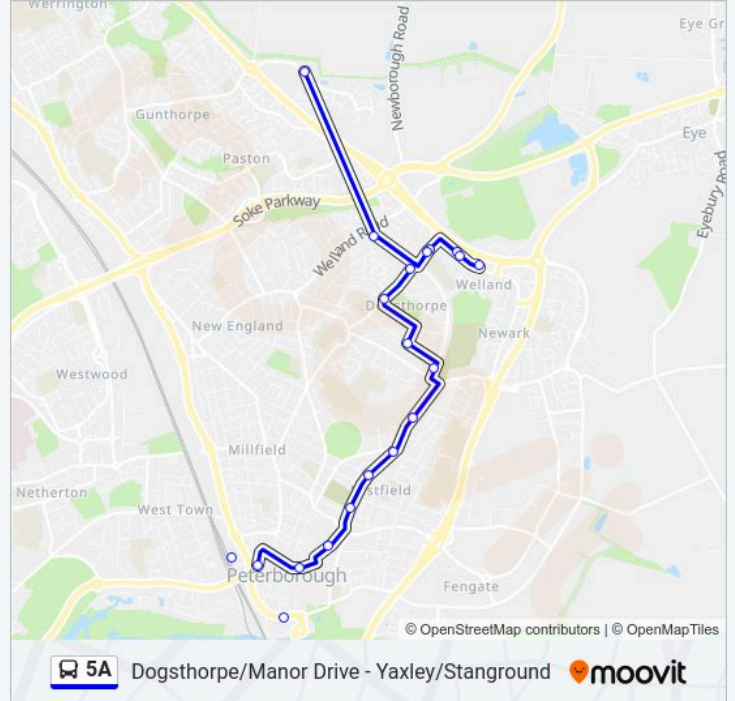 Werrington
Eye Gr
Newborough Road
Gunthorpe
Eye
Paston
Soke Parkway
Eyebury Road
Welland Road
Welland
Dogsthorpe
New England
Newark
Westwood
Millfield
Netherton
stfield
West Town
Peterborough
Fengate
© OpenStreetMap contributors | © OpenMapTiles
5A Dogsthorpe/Manor Drive - Yaxley/Stanground moovit